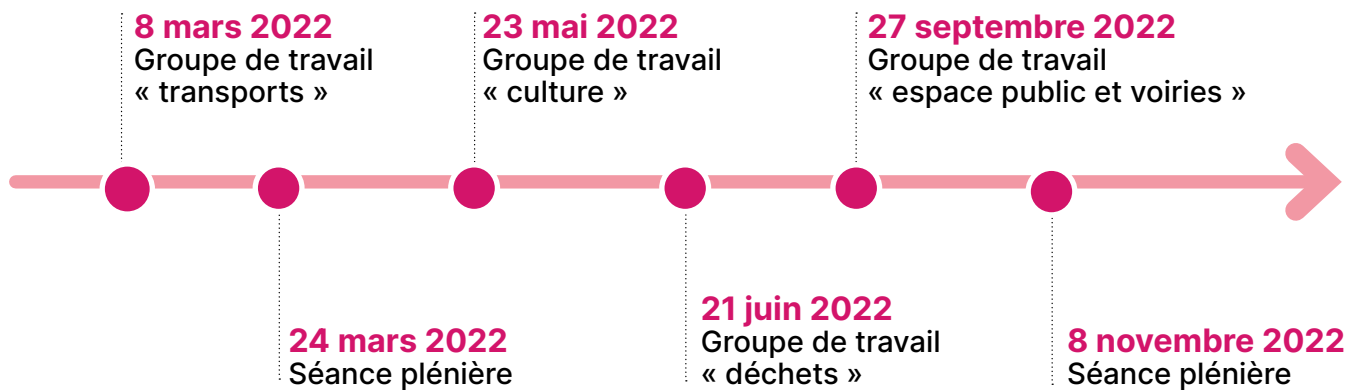 8 mars 2022
Groupe de travail
« transports »
24 mars 2022
Séance plénière
23 mai 2022
Groupe de travail
« culture »
21 juin 2022
Groupe de travail
« déchets »
27 septembre 2022
Groupe de travail
« espace public et voiries »
8 novembre 2022
Séance plénière